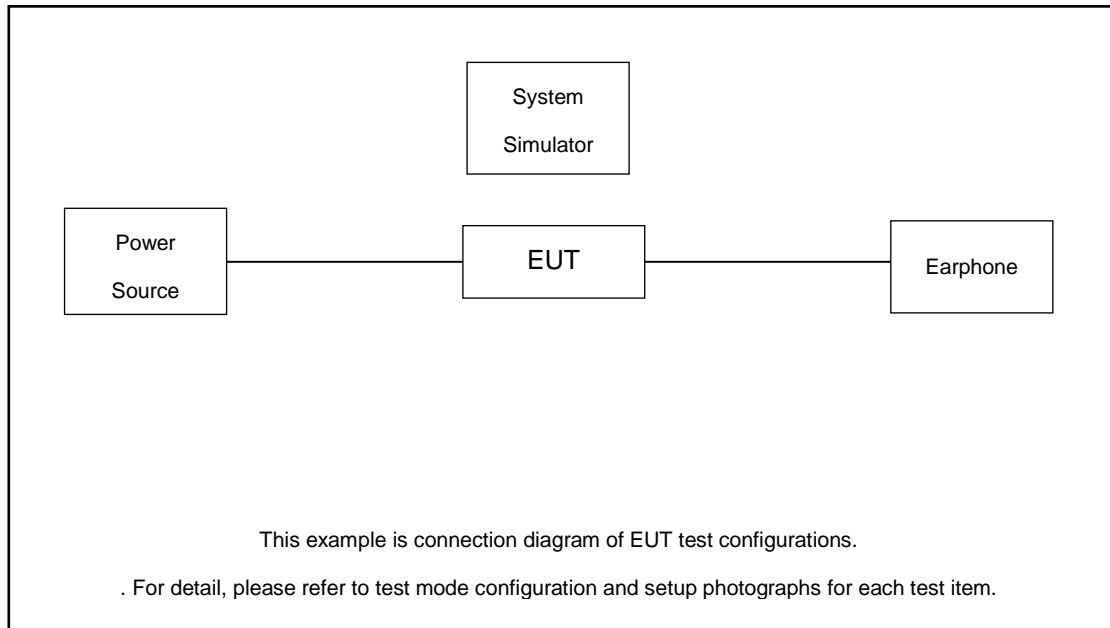 System
Simulator
Power
Source
EUT
Earphone
This example is connection diagram of EUT test configurations.
. For detail, please refer to test mode configuration and setup photographs for each test item.